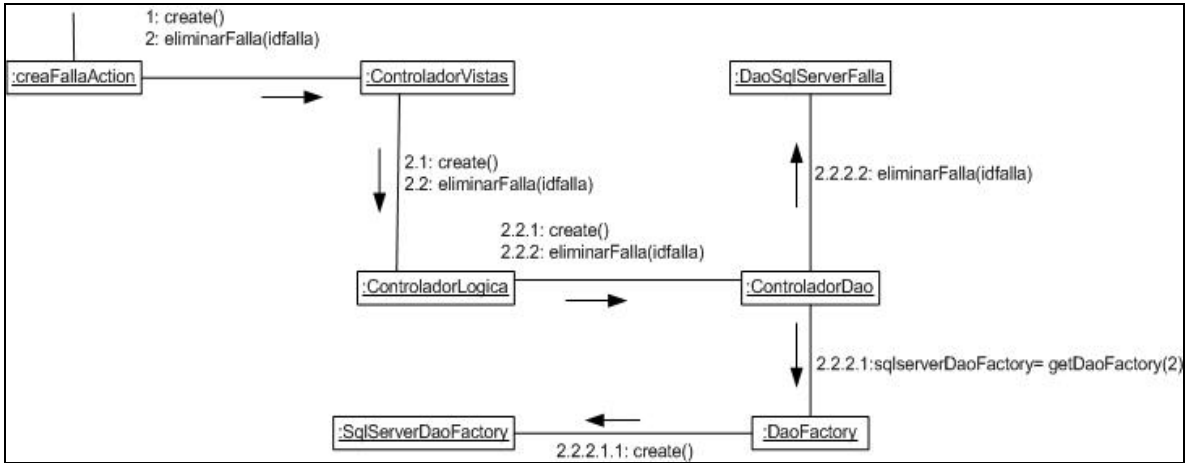 1: create()
2: eliminarFalla(idfalla)
:creaFallaAction
:ControladorVistas
:DaoSqlServerFalla
2.1: create()
2.2: eliminarFalla(idfalla)
2.2.2.2: eliminarFalla(idfalla)
2.2.1: create()
2.2.2: eliminarFalla(idfalla)
:ControladorLogica
:ControladorDao
2.2.2.1:sqlserverDaoFactory= getDaoFactory(2)
:SqlServerDaoFactory
:DaoFactory
2.2.2.1.1: create()